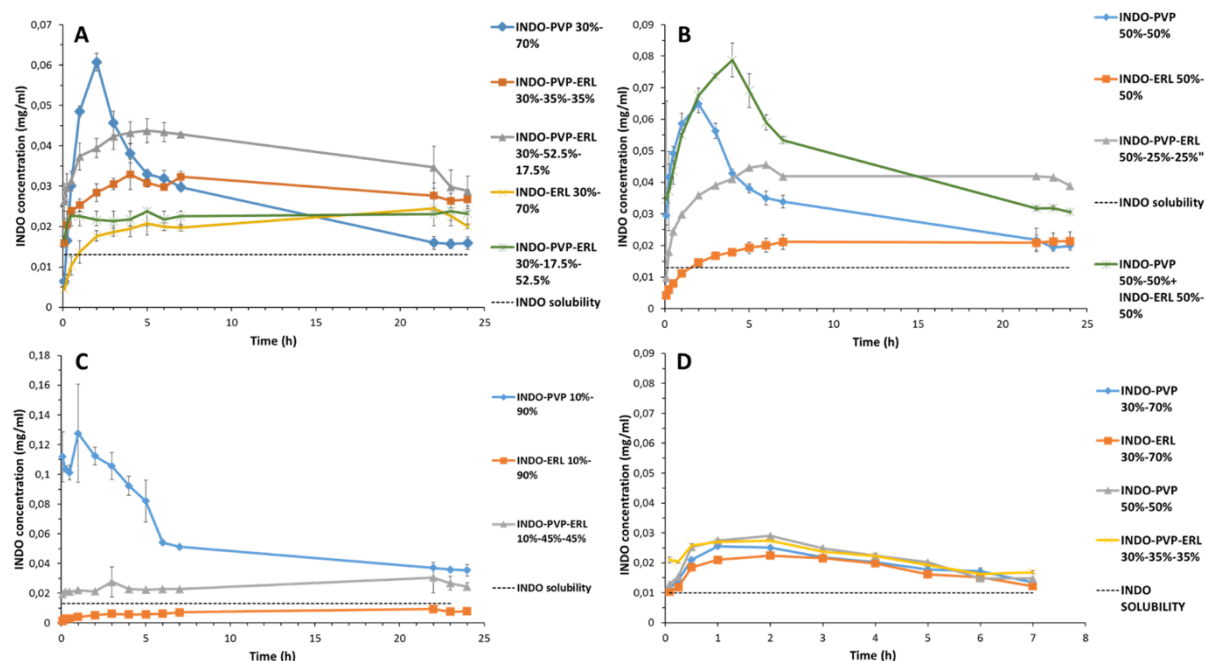 A
INDO concentration (mg/ml)
0,07
0,06
0,05
0,04
0,03
0,02
0,01
0
0
5
10
15
20
25
Time (h)
INDO-PVP 30%-
70%
INDO-PVP-ERL
30%-35%-35%
INDO-PVP-ERL
30%-52.5%-
17.5%
INDO-ERL 30%-
70%
INDO-PVP-ERL
30%-17.5%-
52.5%
INDO solubility
B
INDO concentration (mg/ml)
0,09
0,08
0,07
0,06
0,05
0,04
0,03
0,02
0,01
0
0
5
10
15
20
25
Time (h)
INDO-PVP
50%-50%
INDO-ERL 50%-
50%
INDO-PVP-ERL
50%-25%-25%"
INDO solubility
INDO-PVP
50%-50%+
INDO-ERL 50%-
50%
C
INDO concentration (mg/ml)
0,18
0,16
0,14
0,12
0,10
0,08
0,06
0,04
0,02
0,00
0
5
10
15
20
25
Time (h)
INDO-PVP 10%-
90%
INDO-ERL 10%-
90%
INDO-PVP-ERL
10%-45%-45%
INDO solubility
D
INDO concentration (mg/ml)
0,09
0,08
0,07
0,06
0,05
0,04
0,03
0,02
0,01
0
0
1
2
3
4
5
6
7
8
Time (h)
INDO-PVP
30%-70%
INDO-ERL
30%-70%
INDO-PVP
50%-50%
INDO-PVP-ERL
30%-35%-35%
INDO
SOLUBILITY